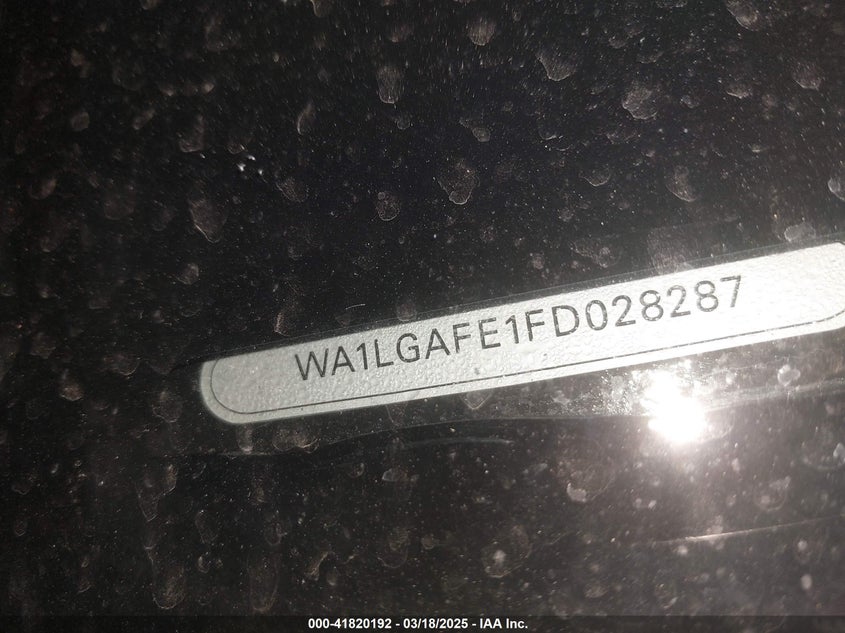 WA1LGAFE1FD028287
000-41820192 - 03/18/2025 - IAA Inc.